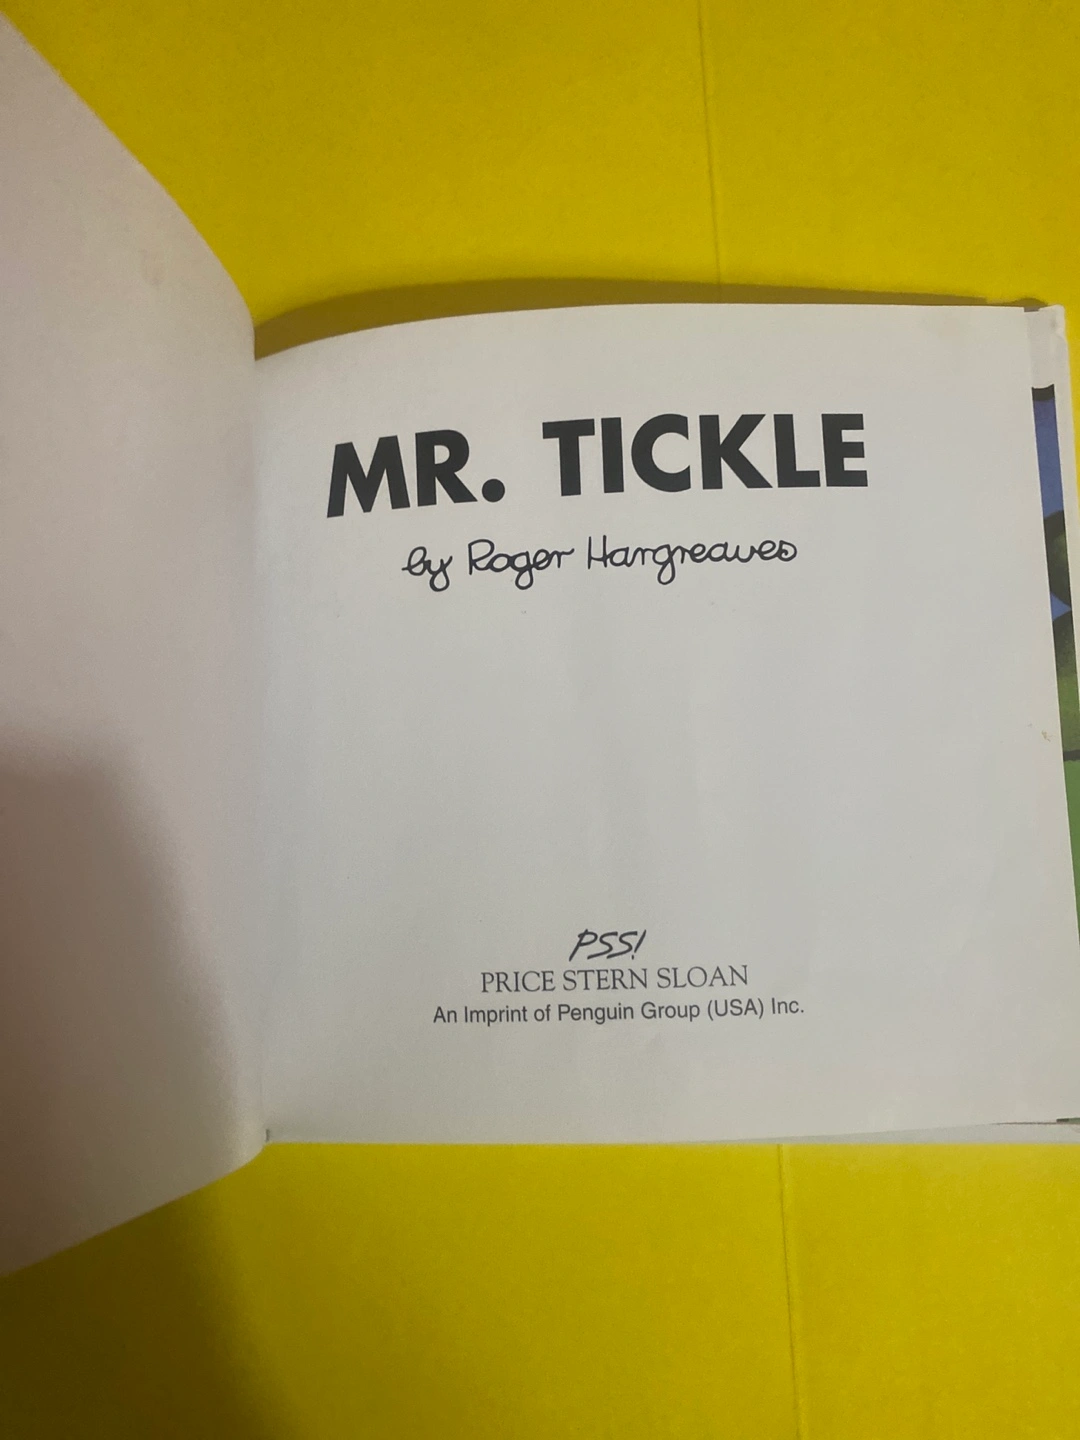 MR. TICKLE
by Roger Hargreaves
PSS!
PRICE STERN SLOAN
An Imprint of Penguin Group (USA) Inc.